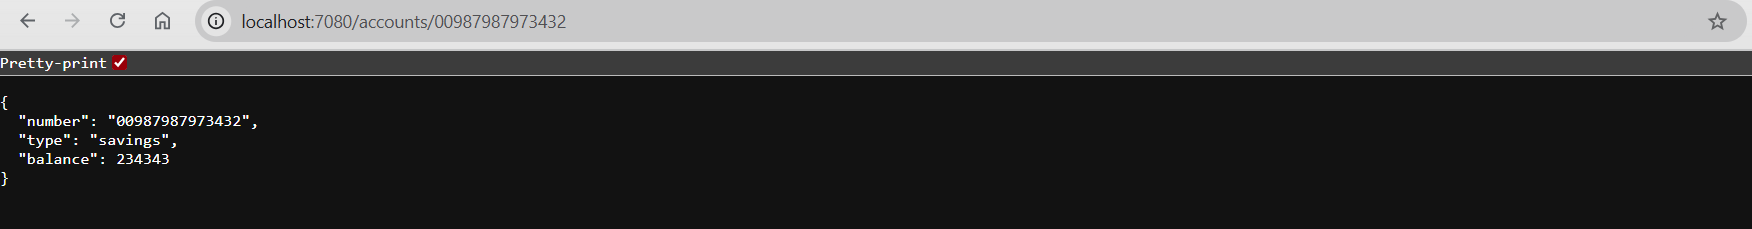 localhost:7080/accounts/00987987973432
Pretty-print
{
  "number": "00987987973432",
  "type": "savings",
  "balance": 234343
}